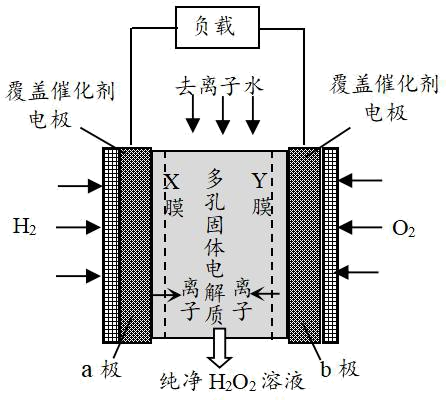 负载
覆盖催化剂
电极
去离子水
覆盖催化剂
电极
X
膜
多孔固体电解质
Y
膜
H₂
O₂
离子
离子
a 极
b 极
纯净 H₂O₂ 溶液